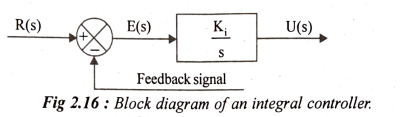 R(s) E(s) K_i U(s)
+
−
s
Feedback signal
Fig 2.16 : Block diagram of an integral controller.